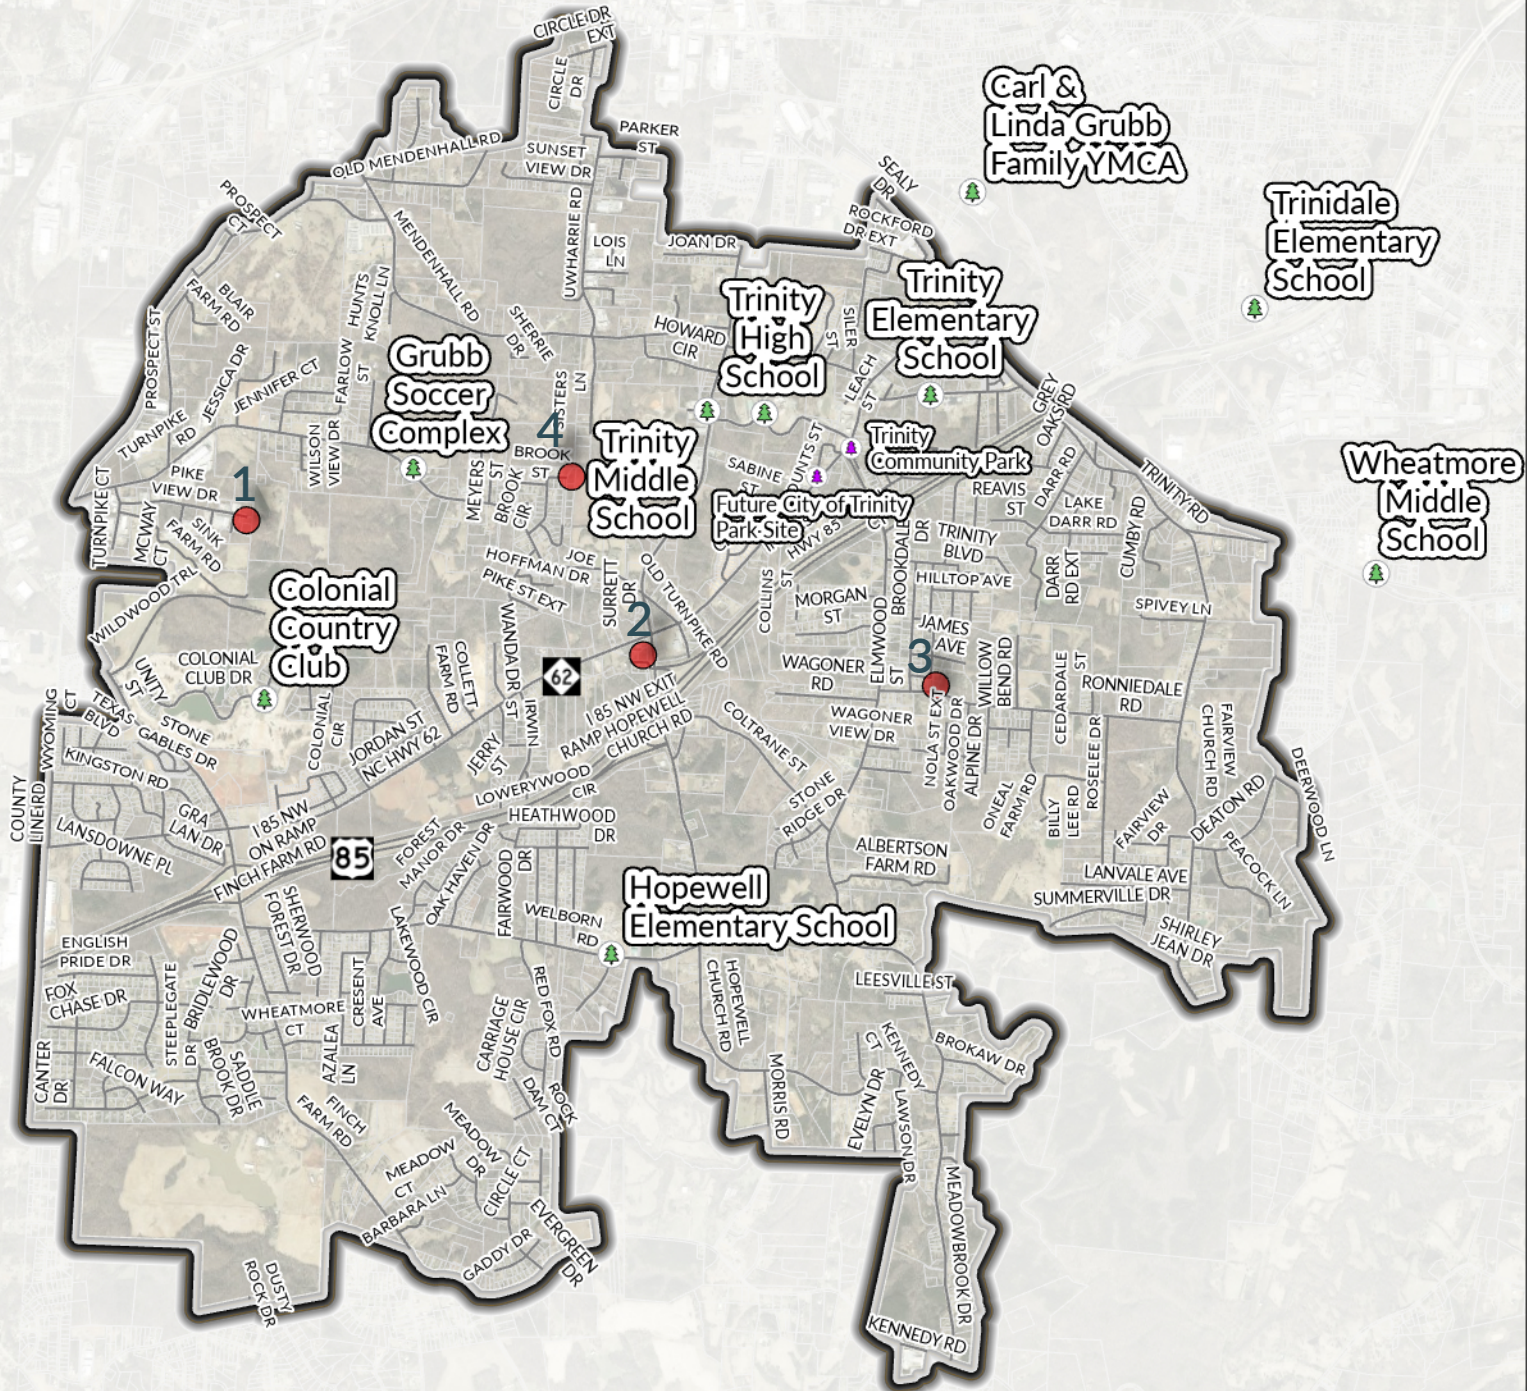 CIRCLE DR
EXT
CIRCLE
DR
PARKER
ST
OLD MENDENHALL RD
SUNSET
VIEW DR
Carl &
Linda Grubb
Family YMCA
SEALY
DR
ROCKFORD
DR EXT
PROSPECT
CT
MENDENHALL RD
UWHARRIE RD
LOIS
LN
JOAN DR
Trinidale
Elementary
School
BLAIR
FARM RD
HUNTS
KNOLL LN
PROSPECT ST
SHERRIE
DR
HOWARD
CIR
Trinity
High
School
SILER
ST
LEACH
ST
Trinity
Elementary
School
GREY
OAKS RD
JESSICA DR
JENNIFER CT
FARLOW
ST
Grubb
Soccer
Complex
SISTERS
LN
TURNPIKE
RD
WILSON
VIEW DR
4
BROOK
ST
Trinity
Middle
School
MEYERS
ST
BROOK
CIR
SABINE
ST
Trinity
Community Park
Future City of Trinity
Park Site
HWY 85
REAVIS
ST
DARR RD
LAKE
DARR RD
CUMBY RD
TRINITY RD
Wheatmore
Middle
School
TURNPIKE CT
PIKE
VIEW DR
1
MCWAY
CT
SINK
FARM RD
WILDWOOD TRL
JOE
HOFFMAN DR
PIKE ST EXT
SURRETT
DR
OLD TURNPIKE RD
COLLINS
ST
MORGAN
ST
ELMWOOD
ST
BROOKDALE
DR
TRINITY
BLVD
HILLTOP AVE
DARR
RD EXT
SPIVEY LN
JAMES
AVE
Colonial
Country
Club
COLONIAL
CLUB DR
UNITY
ST
2
62
3
WAGONER
RD
WAGONER
VIEW DR
NOLA ST EXT
OAKWOOD DR
ALPINE DR
WILLOW
BEND RD
CEDARDALE
ST
RONNIEDALE
RD
ROSELEE DR
FAIRVIEW
CHURCH RD
DEERWOOD LN
WYOMING
CT
TEXAS
BLVD
STONE
GABLES DR
KINGSTON RD
COLONIAL
CIR
COLLETT
FARM RD
WANDA DR
IRWIN
ST
JERRY
ST
JORDAN ST
NC HWY 62
I 85 NW EXIT
RAMP HOPEWELL
CHURCH RD
COLTRANE ST
STONE
RIDGE DR
COUNTY
LINE RD
GRA
LAN DR
LANSDOWNE PL
I 85 NW
ON RAMP
FINCH FARM RD
85
LOWERYWOOD
CIR
HEATHWOOD
DR
FOREST
MANOR DR
OAK HAVEN DR
FAIRWOOD
DR
ONEAL
FARM RD
BILLY
LEE RD
FAIRVIEW
DR
DEATON RD
PEACOCK LN
ALBERTSON
FARM RD
LANVALE AVE
SUMMERVILLE DR
SHIRLEY
JEAN DR
Hopewell
Elementary School
WELBORN
RD
SHERWOOD
FOREST DR
LAKEWOOD CIR
ENGLISH
PRIDE DR
FOX
CHASE DR
STEEPLEGATE
DR
BRIDLEWOOD
DR
WHEATMORE
CT
CRESENT
AVE
AZALEA
LN
CANTER
DR
FALCON WAY
SADDLE
BROOK DR
FINCH
FARM RD
CARRIAGE
HOUSE CIR
RED FOX RD
ROCK
DAM CT
HOPEWELL
CHURCH RD
MORRIS RD
LEESVILLE ST
KENNEDY
CT
BROKAW DR
EVELYN DR
LAWSON DR
MEADOW
DR
MEADOW
CT
BARBARA LN
CIRCLE CT
EVERGREEN
DR
GADDY DR
DUSTY
ROCK DR
MEADOWBROOK DR
KENNEDY RD